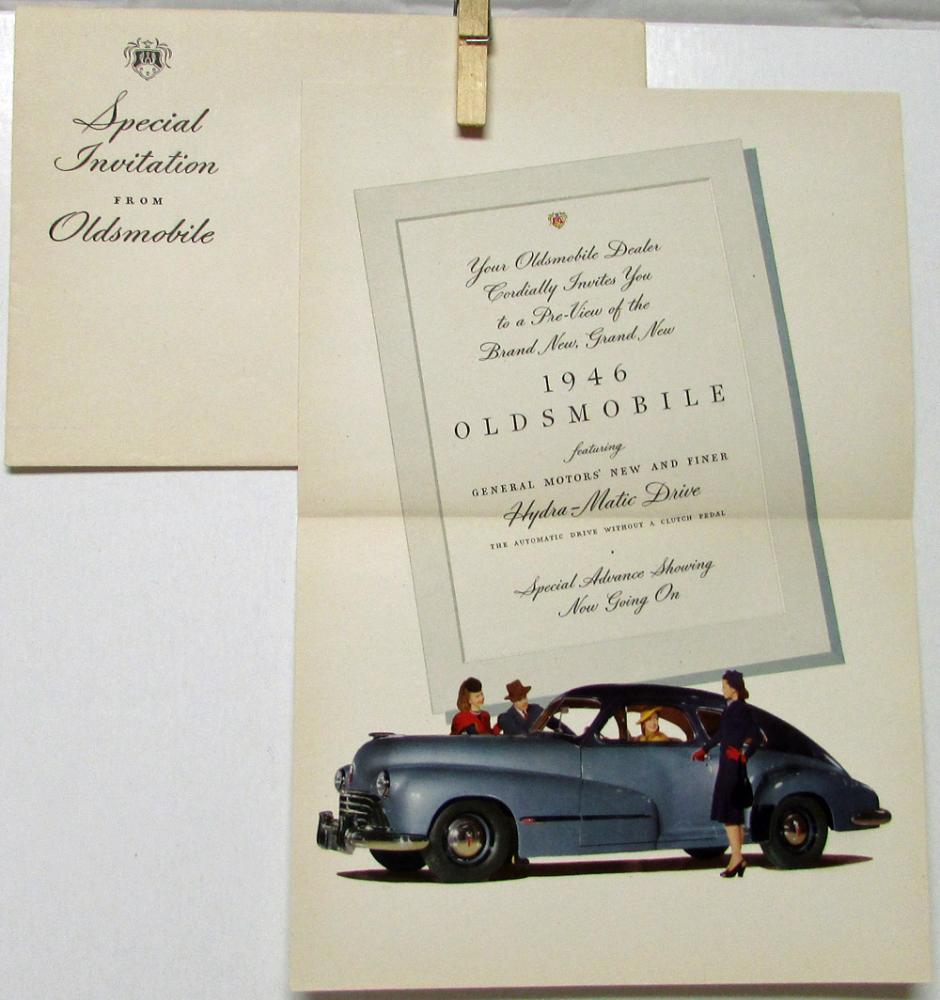 Special
Invitation
FROM
Oldsmobile
Your Oldsmobile Dealer
Cordially Invites You
to a Pre-View of the
Brand New, Grand New
1946
OLDSMOBILE
featuring
GENERAL MOTORS' NEW AND FINER
Hydra-Matic Drive
THE AUTOMATIC DRIVE WITHOUT A CLUTCH PEDAL
Special Advance Showing
Now Going On